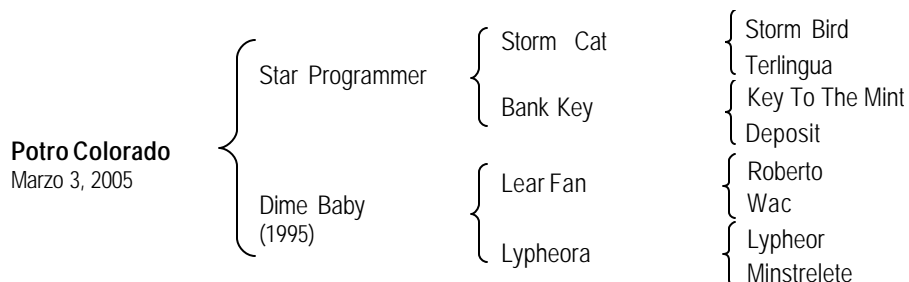 Storm Cat
Storm Bird
Star Programmer
Terlingua
Bank Key
Key To The Mint
Deposit
Potro Colorado
Marzo 3, 2005
Lear Fan
Roberto
Dime Baby
Wac
(1995)
Lypheora
Lypheor
Minstrelete